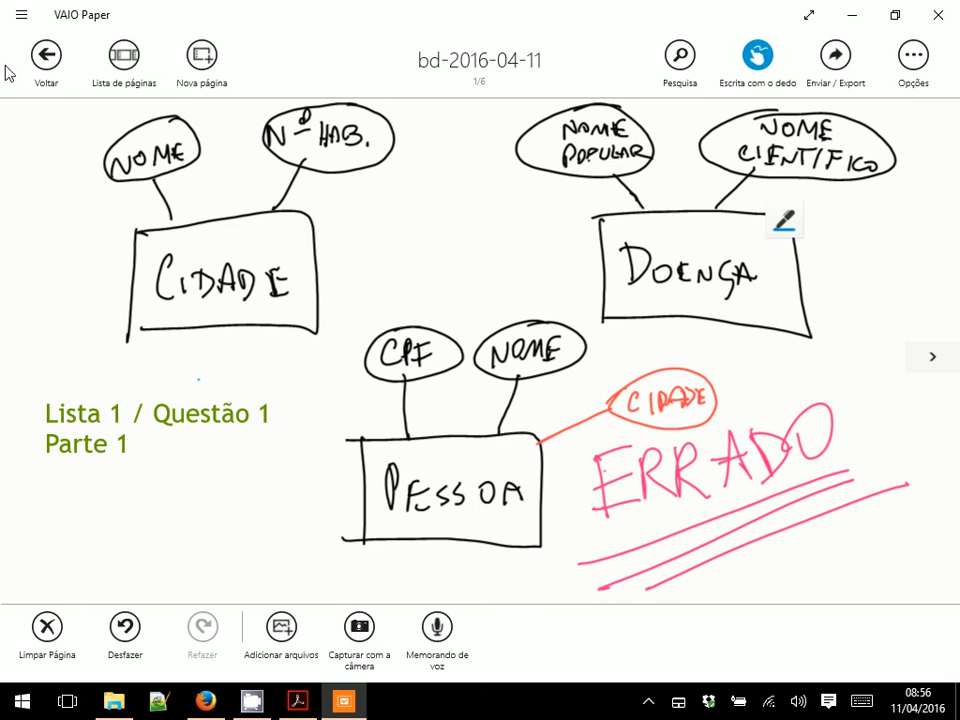 VAIO Paper
Voltar
Lista de páginas
Nova página
bd-2016-04-11
1/6
Pesquisa
Escrita com o dedo
Enviar / Export
Opções
NOME
Nº HAB.
NOME
POPULAR
NOME
CIENTÍFICO
CIDADE
DOENÇA
CPF
NOME
CIDADE
Lista 1 / Questão 1
Parte 1
ERRADO
PESSOA
Limpar Página
Desfazer
Refazer
Adicionar arquivos
Capturar com a
câmera
Memorando de
voz
08:56
11/04/2016